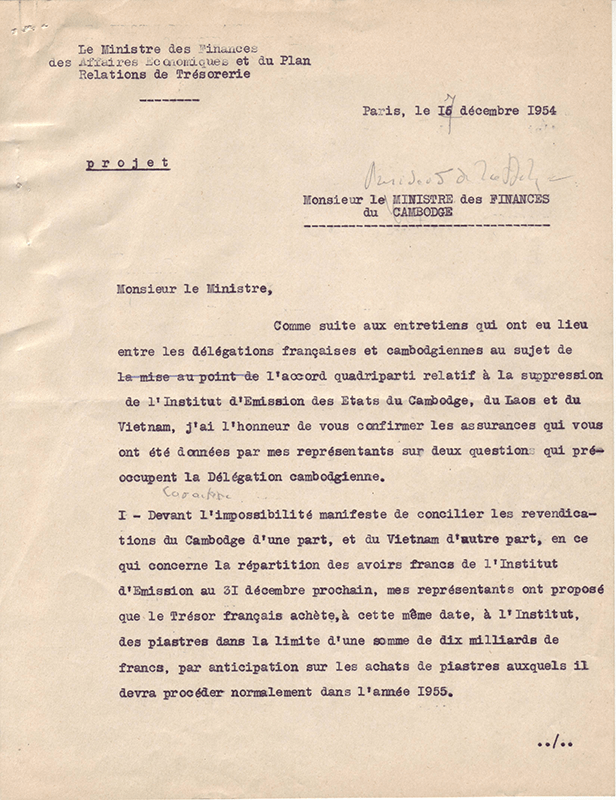 Le Ministre des Finances
des Affaires Economiques et du Plan
Relations de Trésorerie
Paris, le 17 décembre 1954
projet
Monsieur le MINISTRE des FINANCES
du CAMBODGE
Monsieur le Ministre,
Comme suite aux entretiens qui ont eu lieu
entre les délégations françaises et cambodgiennes au sujet de
la mise au point de l'accord quadriparti relatif à la suppression
de l'Institut d'Emission des Etats du Cambodge, du Laos et du
Vietnam, j'ai l'honneur de vous confirmer les assurances qui vous
ont été données par mes représentants sur deux questions qui pré-
occupent la Délégation cambodgienne.
I - Devant l'impossibilité manifeste de concilier les revendica-
tions du Cambodge d'une part, et du Vietnam d'autre part, en ce
qui concerne la répartition des avoirs francs de l'Institut
d'Emission au 31 décembre prochain, mes représentants ont proposé
que le Trésor français achète, à cette même date, à l'Institut,
des piastres dans la limite d'une somme de dix milliards de
francs, par anticipation sur les achats de piastres auxquels il
devra procéder normalement dans l'année 1955.
../..